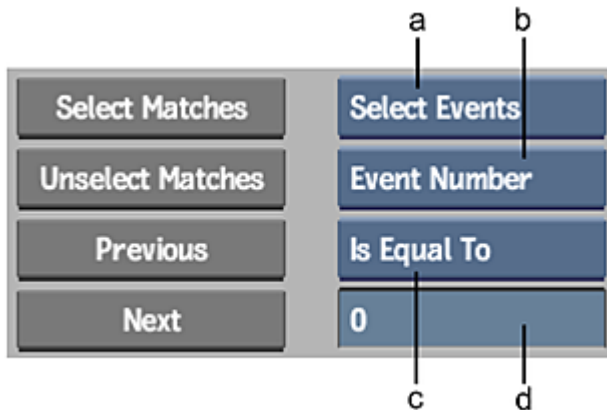 a b
Select Matches Select Events
Unselect Matches Event Number
Previous Is Equal To
Next 0
c d